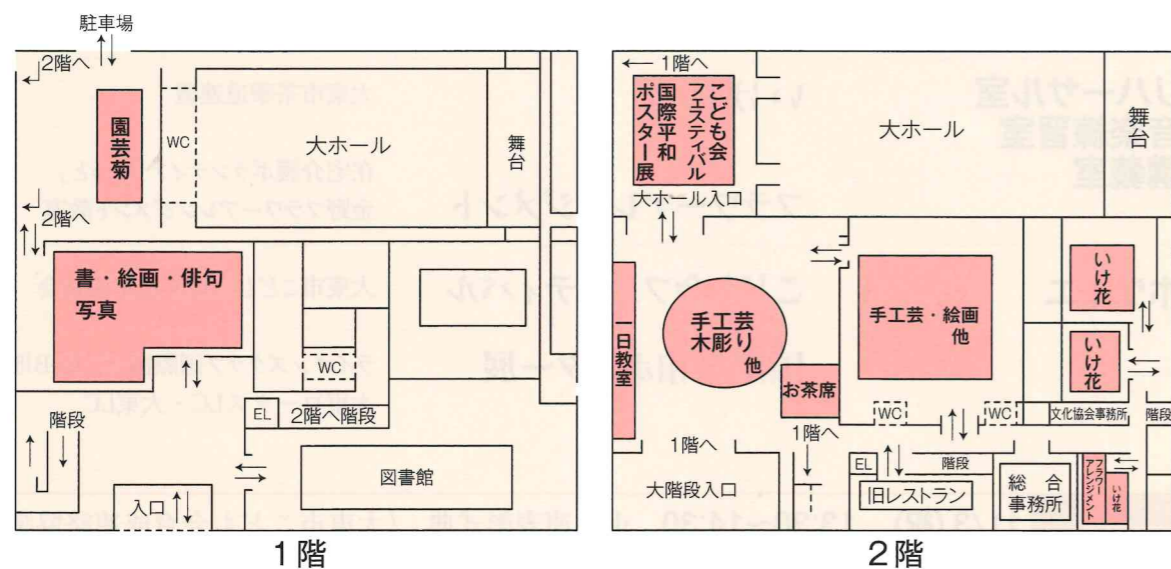 駐車場
2階へ
園芸菊
WC
大ホール
舞台
2階へ
書・絵画・俳句
写真
WC
EL
2階へ階段
階段
図書館
入口
1階
1階へ
こども会
フェスティバル
国際平和
ポスター展
大ホール
舞台
大ホール入口
一日教室
手工芸
木彫り
他
手工芸・絵画
他
いけ花
いけ花
お茶席
WC
WC
文化協会事務所
階段
1階へ
1階へ
EL
階段
大階段入口
旧レストラン
総合
事務所
フラワー
アレンジメント
いけ花
2階